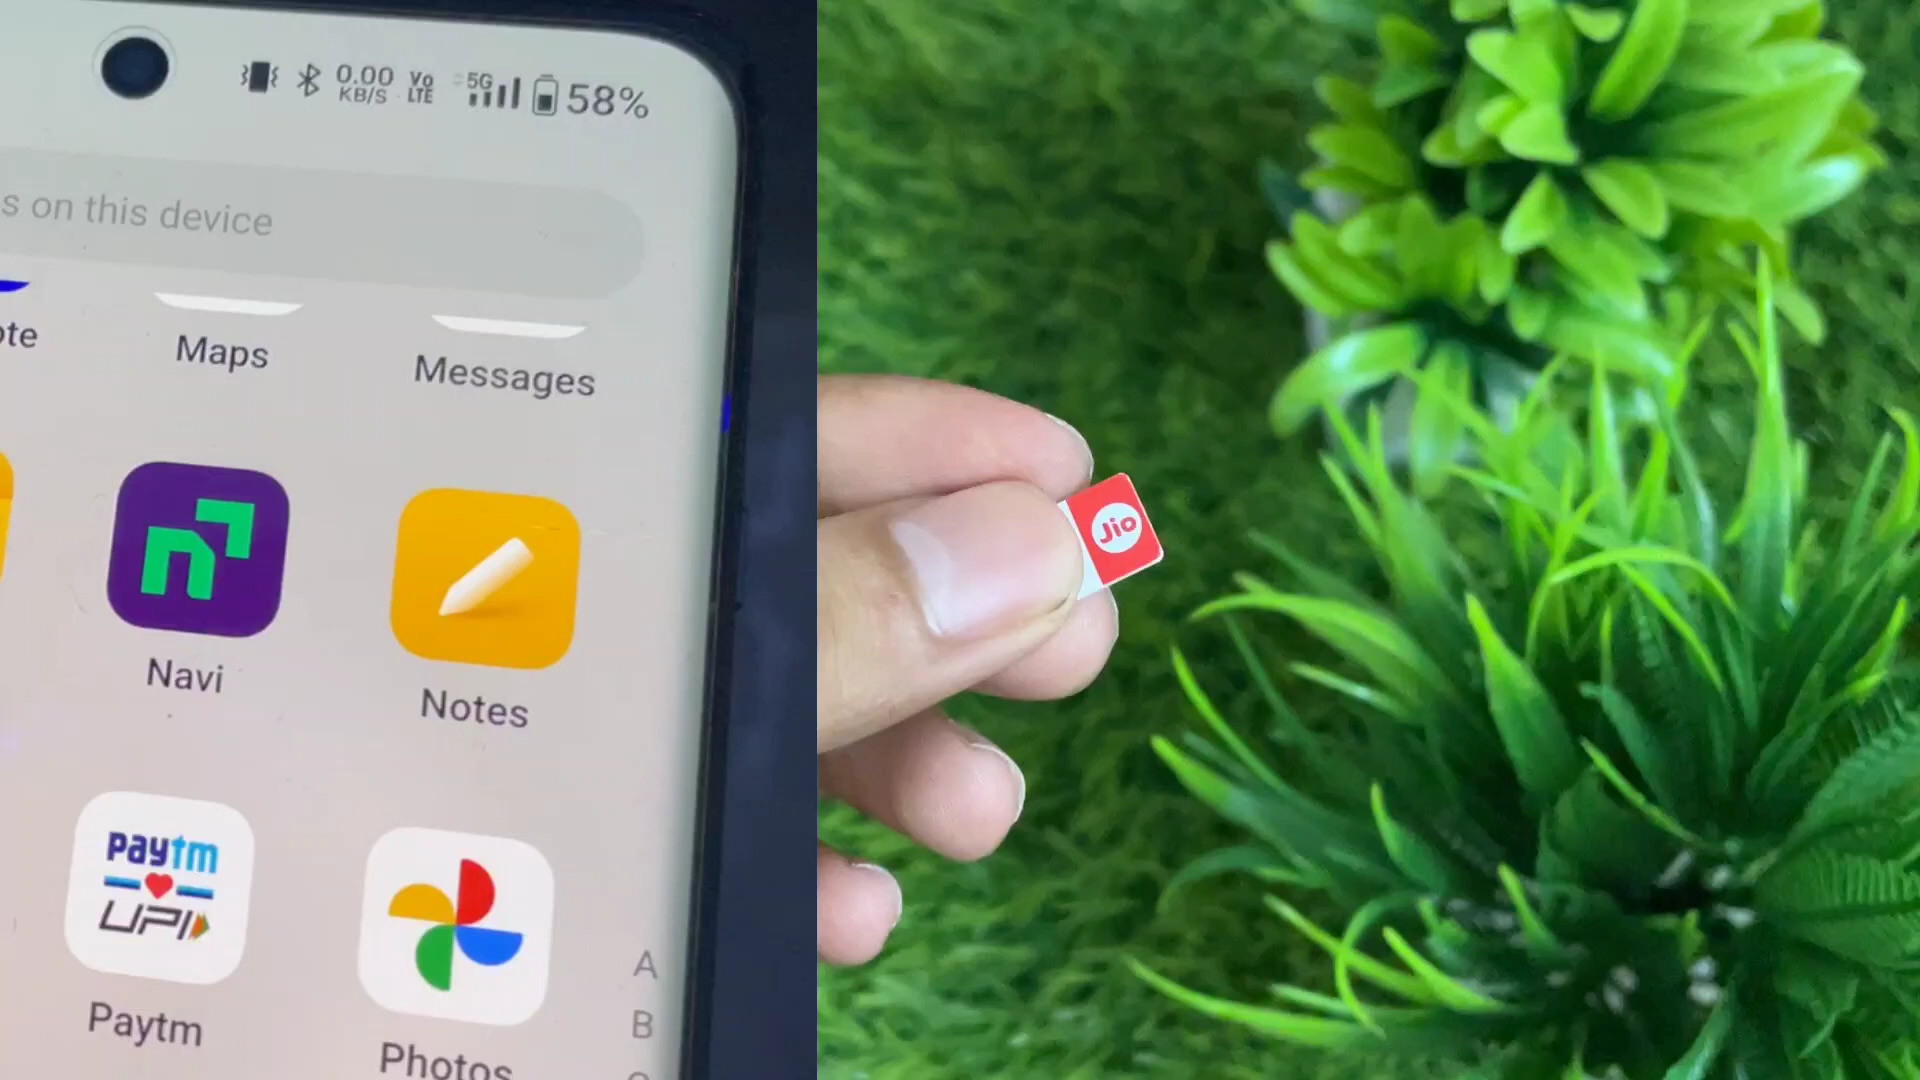 0.00
KB/S
Vo
LTE
5G
58%
s on this device
ote
Maps
Messages
n
Navi
Notes
paytm
UPI
Paytm
Photos
A
B
Jio